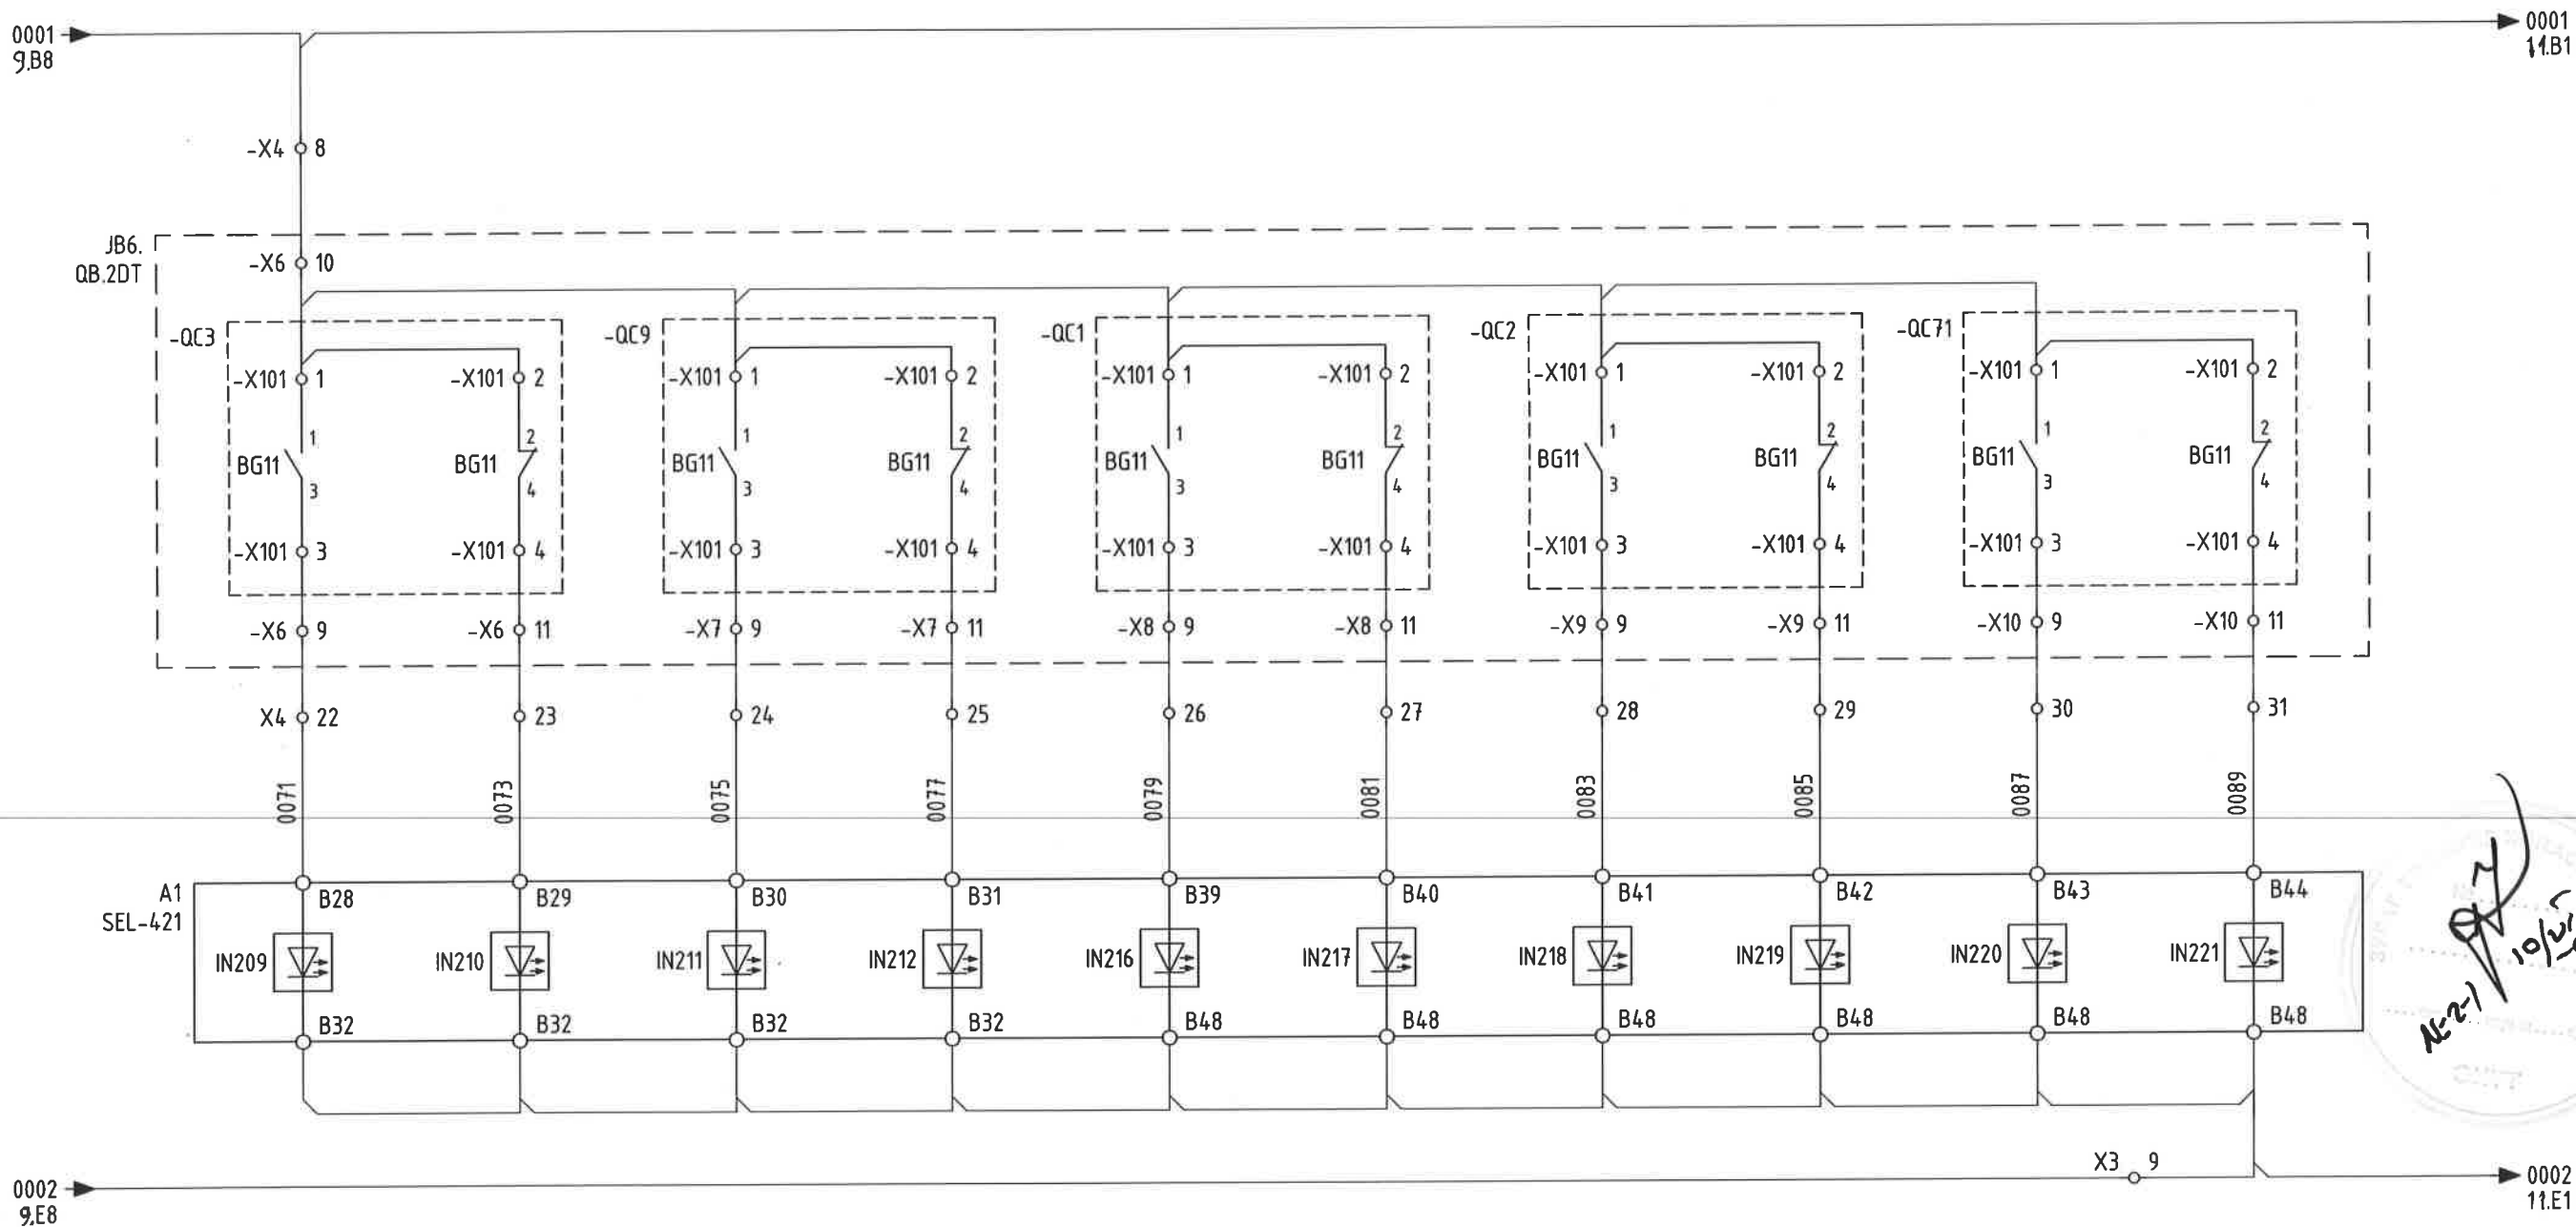 0001
9.B8
0001
11.B1
-X4 8
JB6.
QB.2DT
-X6 10
-QC3
-QC9
-QC1
-QC2
-QC71
-X101 1 -X101 2 -X101 1 -X101 2 -X101 1 -X101 2 -X101 1 -X101 2 -X101 1 -X101 2
1 2 1 2 1 2 1 2 1 2
BG11 BG11 BG11 BG11 BG11 BG11 BG11 BG11 BG11 BG11
3 4 3 4 3 4 3 4 3 4
-X101 3 -X101 4 -X101 3 -X101 4 -X101 3 -X101 4 -X101 3 -X101 4 -X101 3 -X101 4
-X6 9 -X6 11 -X7 9 -X7 11 -X8 9 -X8 11 -X9 9 -X9 11 -X10 9 -X10 11
X4 22 23 24 25 26 27 28 29 30 31
0071 0073 0075 0077 0079 0081 0083 0085 0087 0089
A1
SEL-421
B28 B29 B30 B31 B39 B40 B41 B42 B43 B44
IN209 IN210 IN211 IN212 IN216 IN217 IN218 IN219 IN220 IN221
B32 B32 B32 B32 B48 B48 B48 B48 B48 B48
X3 9
0002
9.E8
0002
11.E1